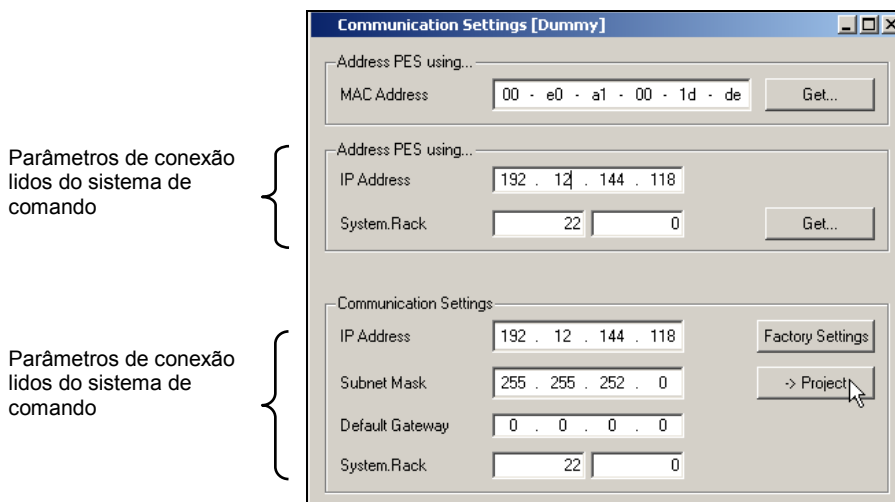 Communication Settings [Dummy]
Address PES using...
MAC Address 00 - e0 - a1 - 00 - 1d - de Get...
Parâmetros de conexão
lidos do sistema de
comando
Address PES using...
IP Address 192 . 12 . 144 . 118
System.Rack 22 0 Get...
Parâmetros de conexão
lidos do sistema de
comando
Communication Settings
IP Address 192 . 12 . 144 . 118 Factory Settings
Subnet Mask 255 . 255 . 252 . 0 -> Project
Default Gateway 0 . 0 . 0 . 0
System.Rack 22 0